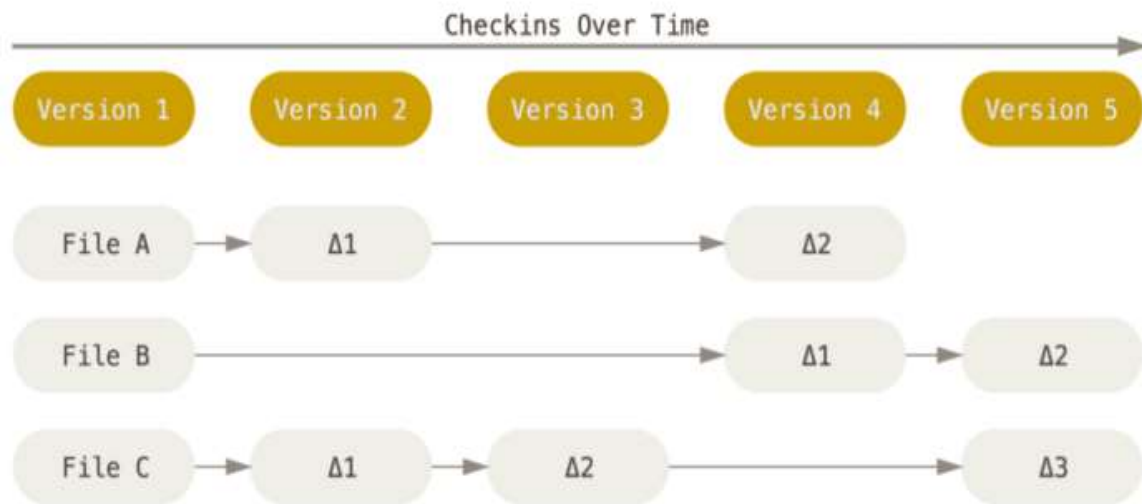 Checkins Over Time
Version 1 Version 2 Version 3 Version 4 Version 5
File A Δ1 Δ2
File B Δ1 Δ2
File C Δ1 Δ2 Δ3